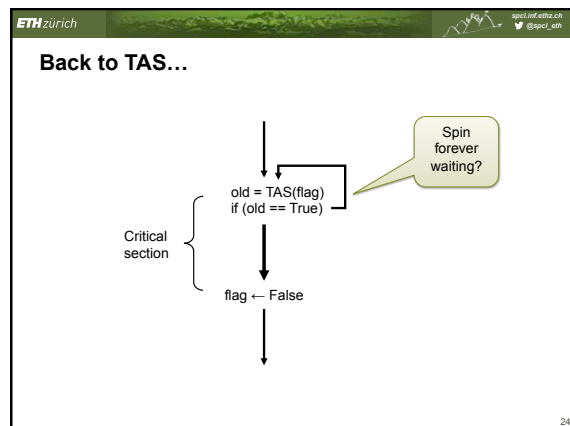 ETH zürich
spcl.inf.ethz.ch
@spcl_eth
Back to TAS…
Spin
forever
waiting?
old = TAS(flag)
if (old == True)
Critical
section
flag ← False
24